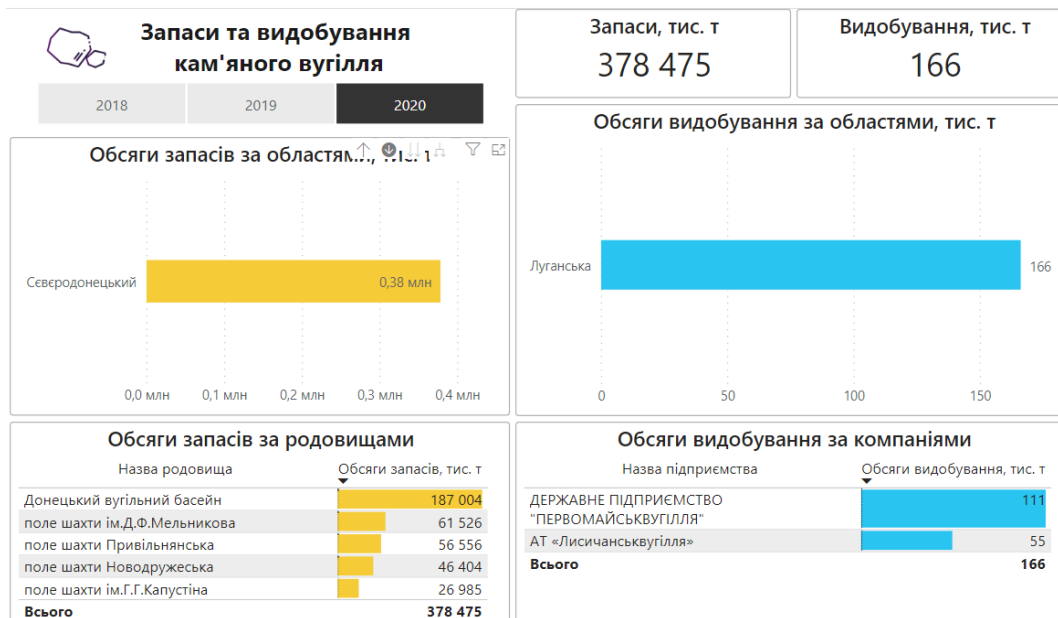 Запаси та видобування
кам'яного вугілля
2018 2019 2020
Запаси, тис. т
378 475
Видобування, тис. т
166
Обсяги запасів за областями, тис. т
Сєвєродонецький
0,38 млн
0,0 млн 0,1 млн 0,2 млн 0,3 млн 0,4 млн
Обсяги видобування за областями, тис. т
Луганська
166
0 50 100 150
Обсяги запасів за родовищами
Назва родовища Обсяги запасів, тис. т
Донецький вугільний басейн 187 004
поле шахти ім.Д.Ф.Мельникова 61 526
поле шахти Привільнянська 56 556
поле шахти Новодружеська 46 404
поле шахти ім.Г.Г.Капустіна 26 985
Всього 378 475
Обсяги видобування за компаніями
Назва підприємства Обсяги видобування, тис. т
ДЕРЖАВНЕ ПІДПРИЄМСТВО 111
"ПЕРВОМАЙСЬКВУГІЛЛЯ"
АТ «Лисичанськвугілля» 55
Всього 166